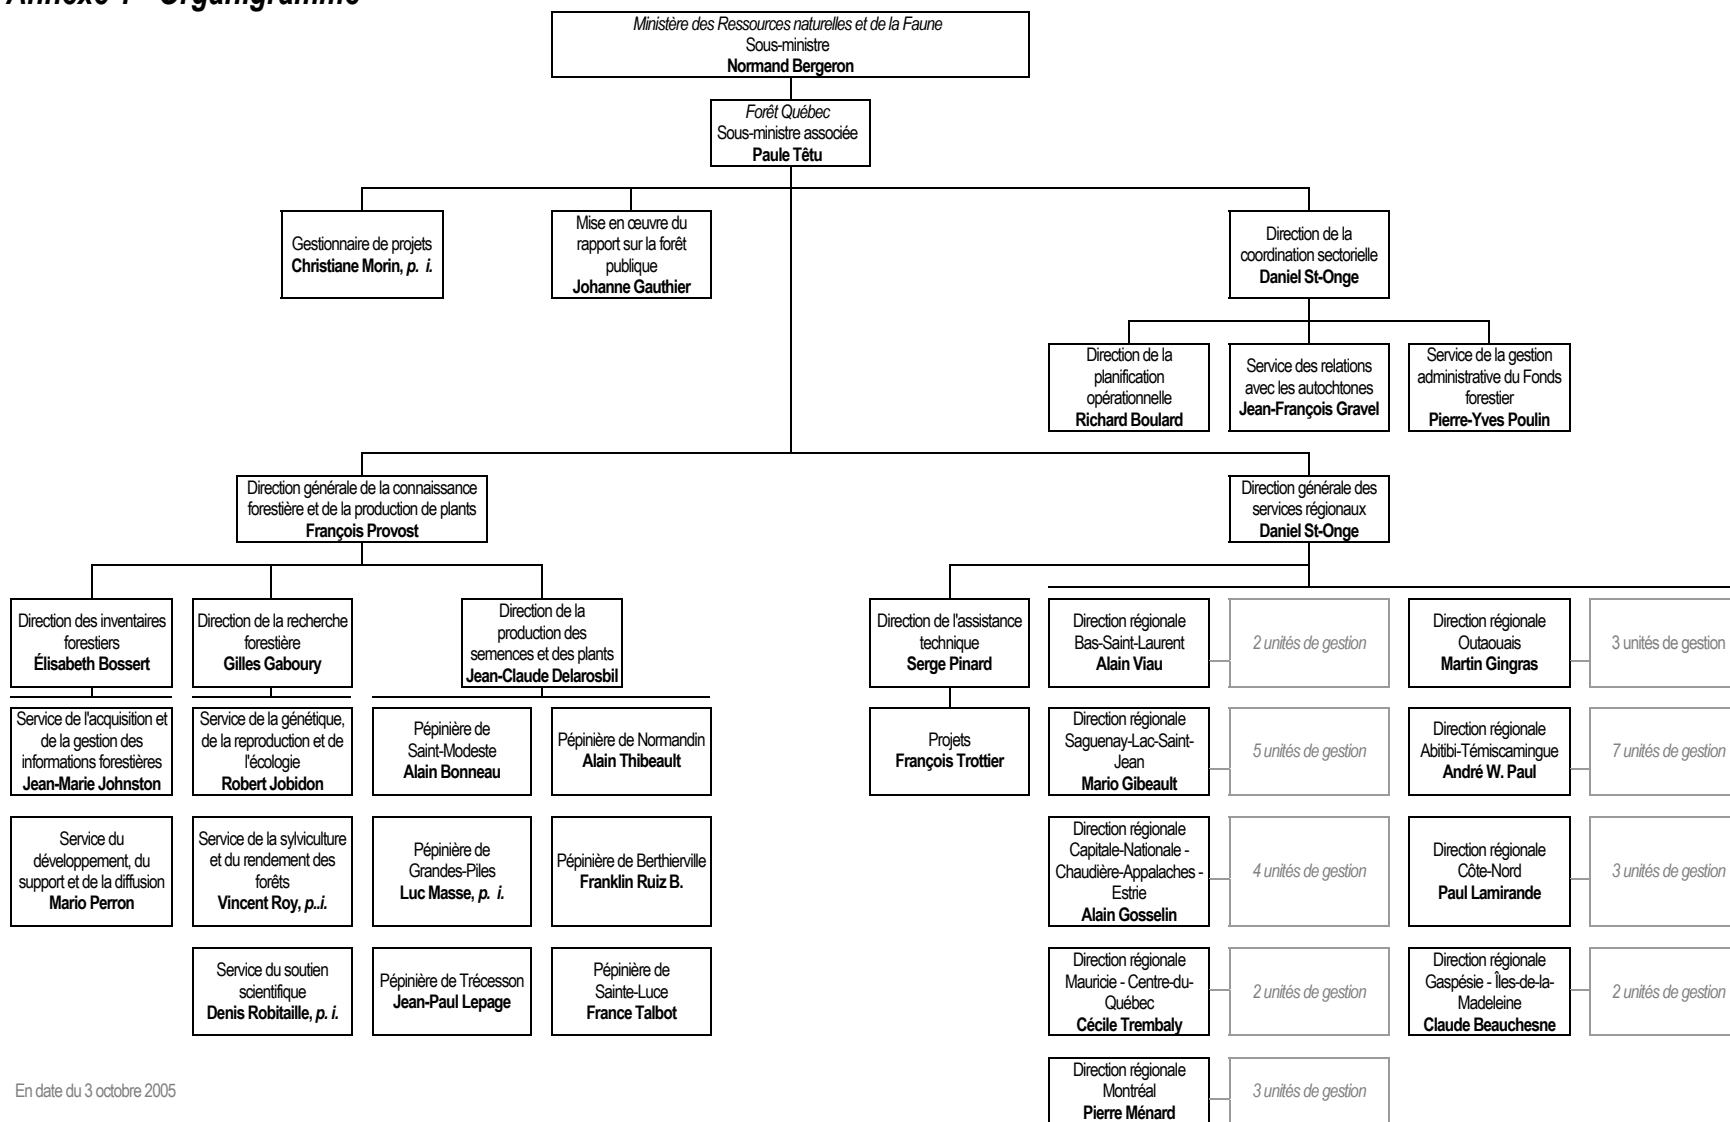 Annexe 1 - Organigramme
Ministère des Ressources naturelles et de la Faune
Sous-ministre
Normand Bergeron
Forêt Québec
Sous-ministre associée
Paule Têtu
Gestionnaire de projets
Christiane Morin, p. i.
Mise en œuvre du
rapport sur la forêt
publique
Johanne Gauthier
Direction de la
coordination sectorielle
Daniel St-Onge
Direction de la
planification
opérationnelle
Richard Boulard
Service des relations
avec les autochtones
Jean-François Gravel
Service de la gestion
administrative du Fonds
forestier
Pierre-Yves Poulin
Direction générale de la connaissance
forestière et de la production de plants
François Provost
Direction générale des
services régionaux
Daniel St-Onge
Direction des inventaires
forestiers
Élisabeth Bossert
Direction de la recherche
forestière
Gilles Gaboury
Direction de la
production des
semences et des plants
Jean-Claude Delarosbil
Direction de l'assistance
technique
Serge Pinard
Direction régionale
Bas-Saint-Laurent
Alain Viau
2 unités de gestion
Direction régionale
Outaouais
Martin Gingras
3 unités de gestion
Service de l'acquisition et
de la gestion des
informations forestières
Jean-Marie Johnston
Service de la génétique,
de la reproduction et de
l'écologie
Robert Jobidon
Pépinière de
Saint-Modeste
Alain Bonneau
Pépinière de Normandin
Alain Thibeault
Projets
François Trottier
Direction régionale
Saguenay-Lac-Saint-
Jean
Mario Gibeault
5 unités de gestion
Direction régionale
Abitibi-Témiscamingue
André W. Paul
7 unités de gestion
Service du
développement, du
support et de la diffusion
Mario Perron
Service de la sylviculture
et du rendement des
forêts
Vincent Roy, p..i.
Pépinière de
Grandes-Piles
Luc Masse, p. i.
Pépinière de Berthierville
Franklin Ruiz B.
Direction régionale
Capitale-Nationale -
Chaudière-Appalaches -
Estrie
Alain Gosselin
4 unités de gestion
Direction régionale
Côte-Nord
Paul Lamirande
3 unités de gestion
Service du soutien
scientifique
Denis Robitaille, p. i.
Pépinière de Trécesson
Jean-Paul Lepage
Pépinière de
Sainte-Luce
France Talbot
Direction régionale
Mauricie - Centre-du-
Québec
Cécile Trembaly
2 unités de gestion
Direction régionale
Gaspésie - Îles-de-la-
Madeleine
Claude Beauchesne
2 unités de gestion
Direction régionale
Montréal
Pierre Ménard
3 unités de gestion
En date du 3 octobre 2005